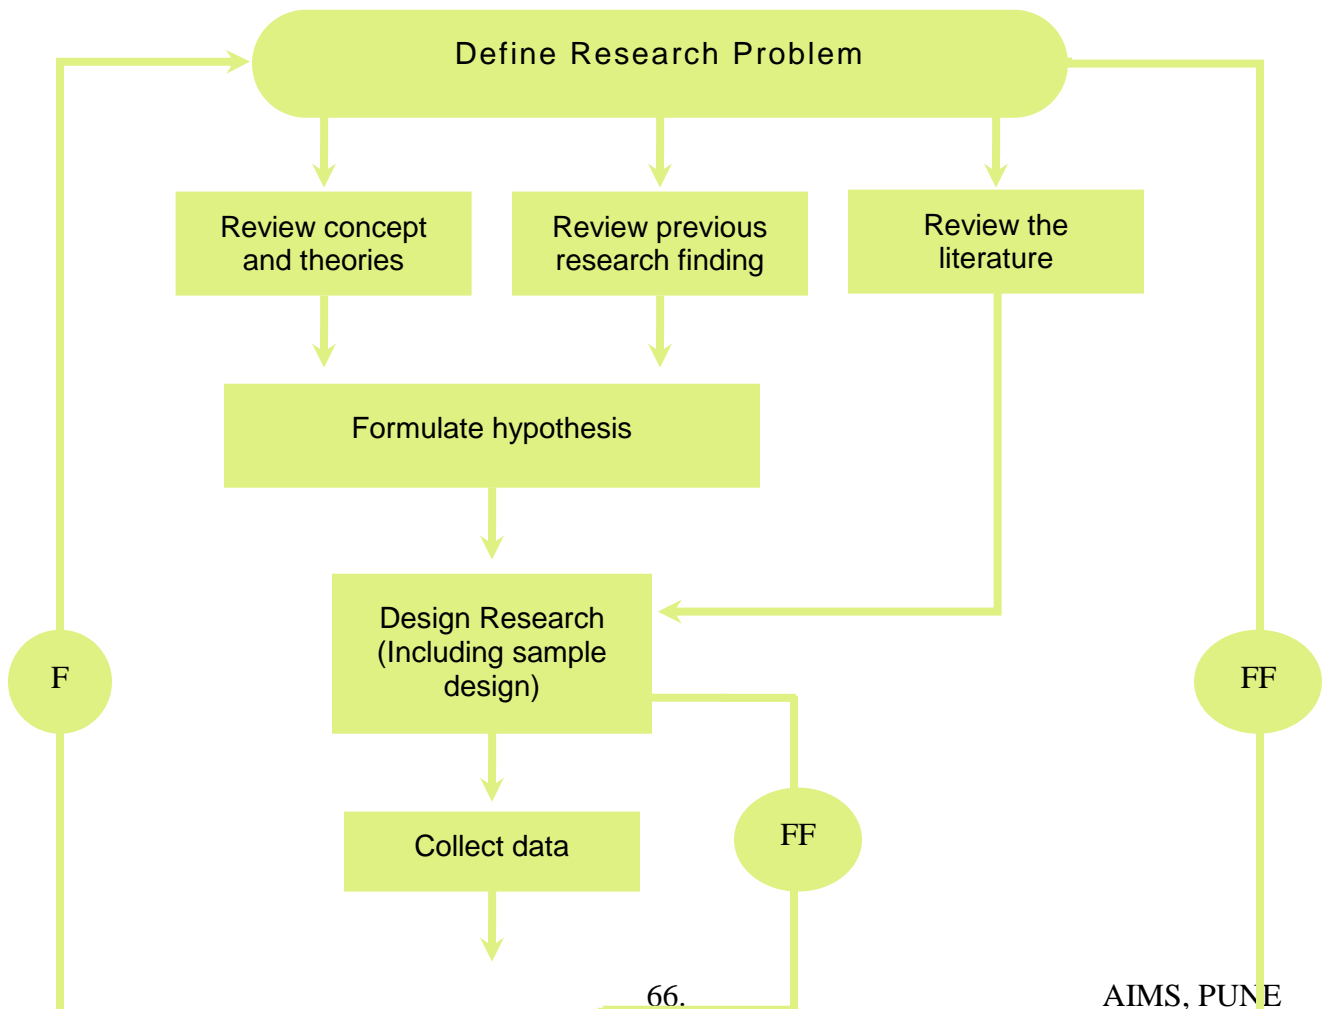 Define Research Problem
Review concept
and theories
Review previous
research finding
Review the
literature
Formulate hypothesis
Design Research
(Including sample
design)
F
FF
Collect data
FF
66.
AIMS, PUNE